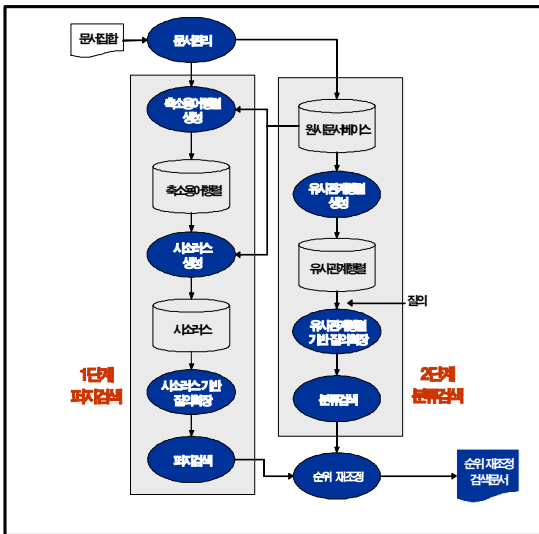 문서집합
문서관리
축소용어행렬
생성
원시문서베이스
축소용어행렬
유사관계행렬
생성
시소러스
생성
유사관계행렬
시소러스
질의
유사관계행렬
기반 질의확장
1단계
퍼지검색
시소러스 기반
질의확장
분류검색
2단계
분류검색
퍼지검색
순위 재조정
순위 재조정
검색문서